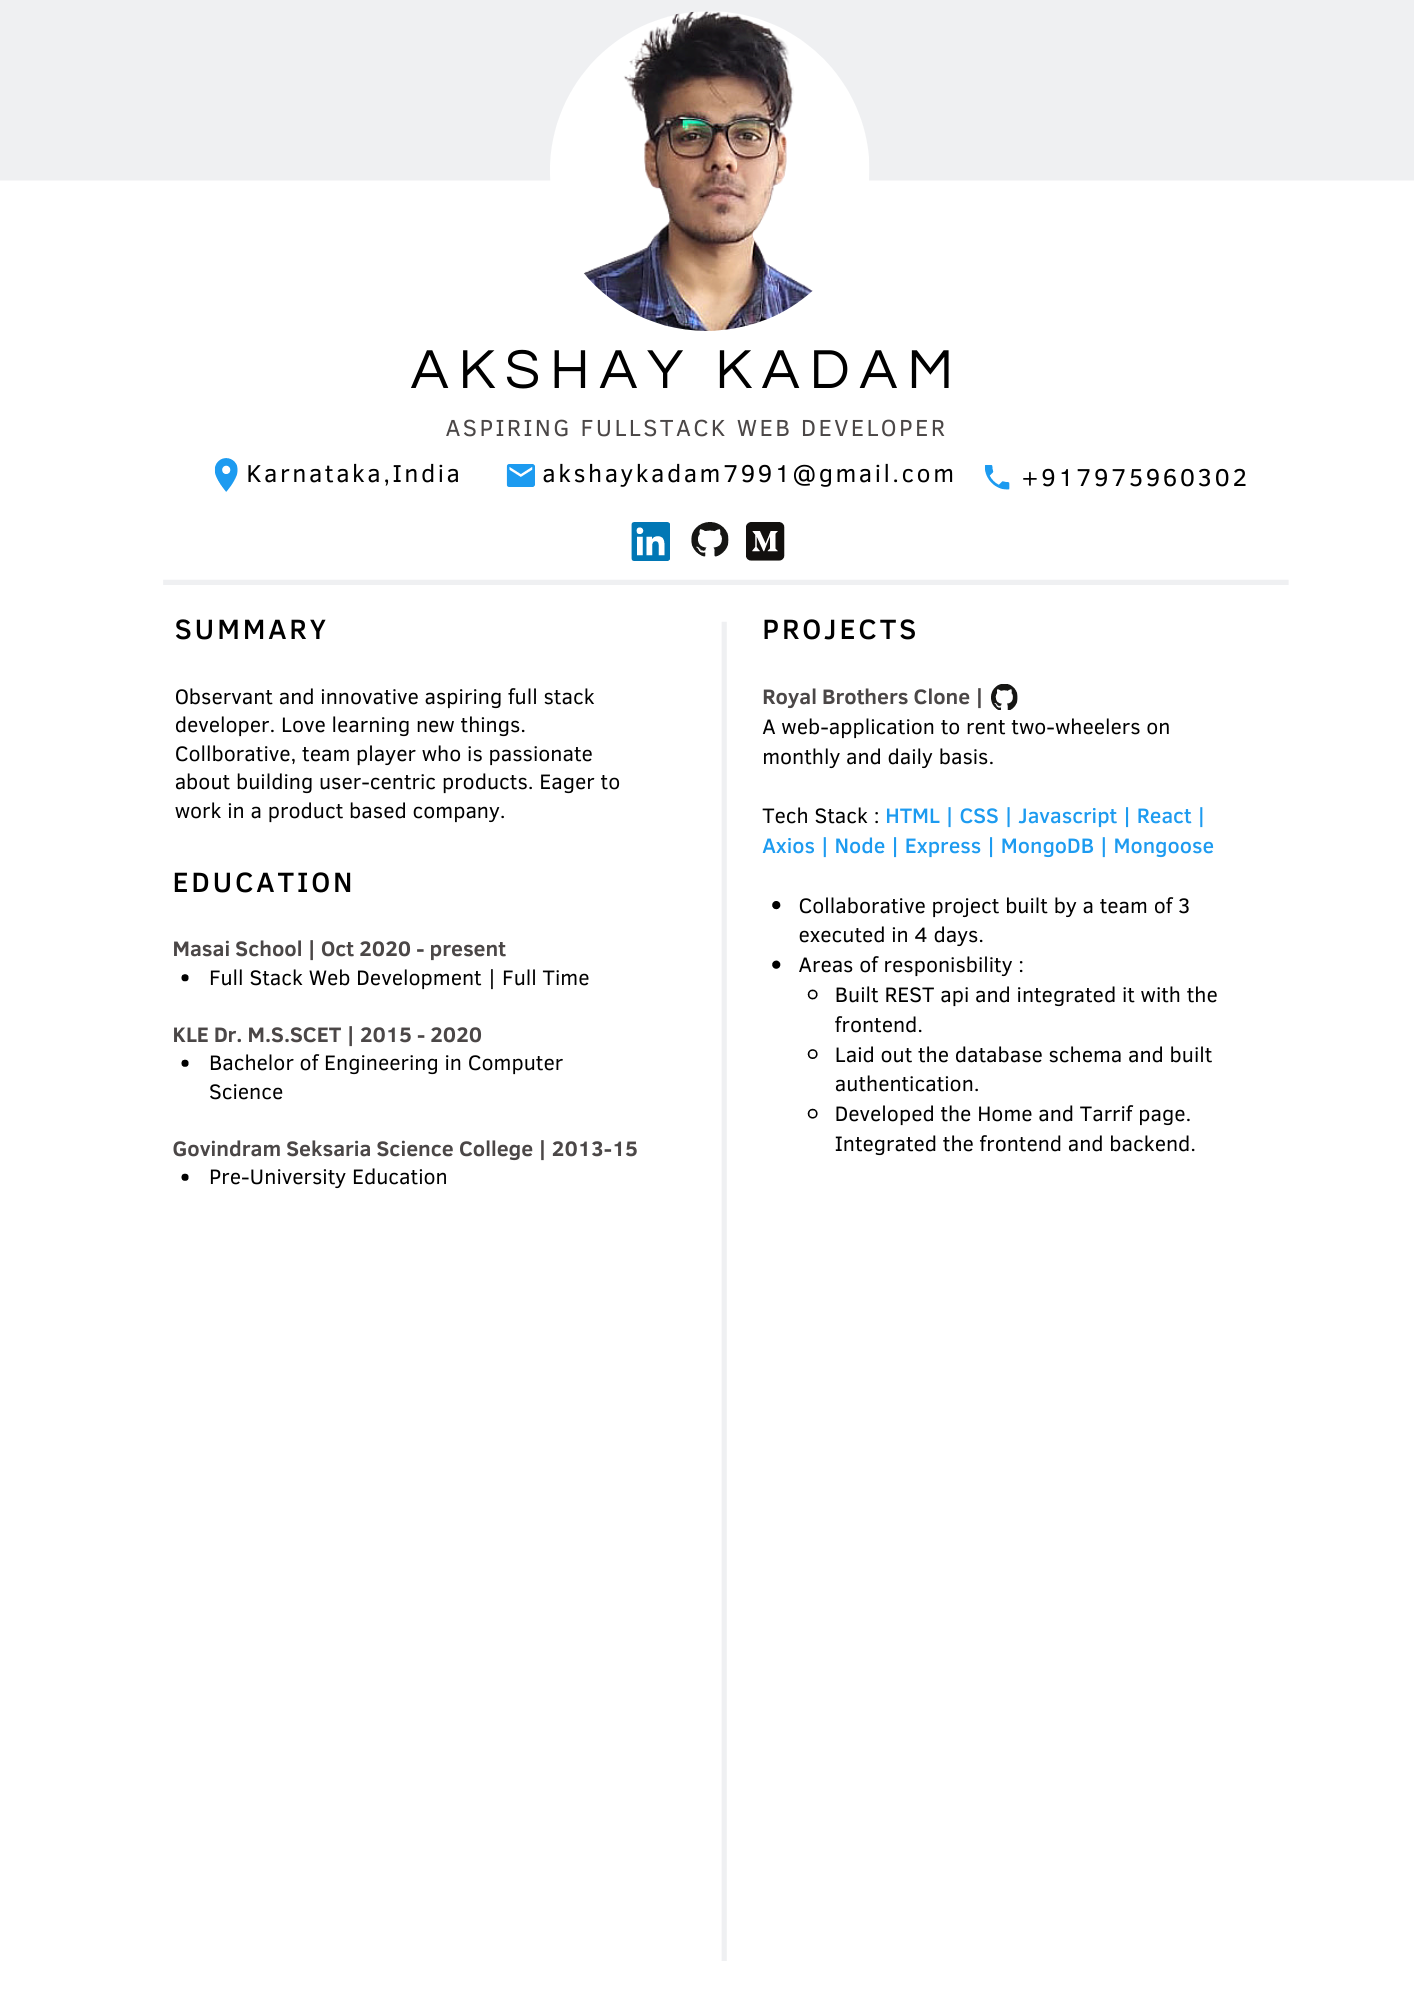 AKSHAY KADAM
ASPIRING FULLSTACK WEB DEVELOPER
Karnataka,India akshaykadam7991@gmail.com +917975960302
in M
SUMMARY
Observant and innovative aspiring full stack
developer. Love learning new things.
Collborative, team player who is passionate
about building user-centric products. Eager to
work in a product based company.
EDUCATION
Masai School | Oct 2020 - present
• Full Stack Web Development | Full Time
KLE Dr. M.S.SCET | 2015 - 2020
• Bachelor of Engineering in Computer
Science
Govindram Seksaria Science College | 2013-15
• Pre-University Education
PROJECTS
Royal Brothers Clone |
A web-application to rent two-wheelers on
monthly and daily basis.
Tech Stack : HTML | CSS | Javascript | React |
Axios | Node | Express | MongoDB | Mongoose
• Collaborative project built by a team of 3
executed in 4 days.
• Areas of responisbility :
○ Built REST api and integrated it with the
frontend.
○ Laid out the database schema and built
authentication.
○ Developed the Home and Tarrif page.
Integrated the frontend and backend.